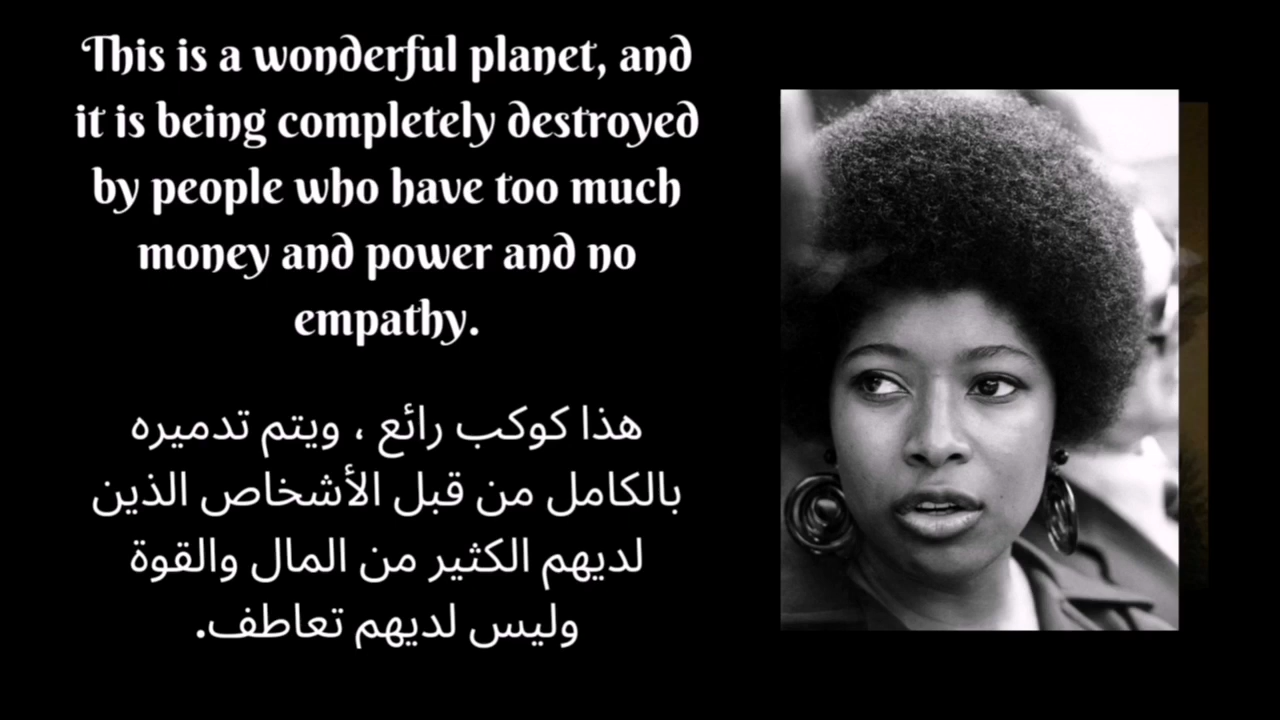 This is a wonderful planet, and
it is being completely destroyed
by people who have too much
money and power and no
empathy.
هذا كوكب رائع ، ويتم تدميره
بالكامل من قبل الأشخاص الذين
لديهم الكثير من المال والقوة
وليس لديهم تعاطف.